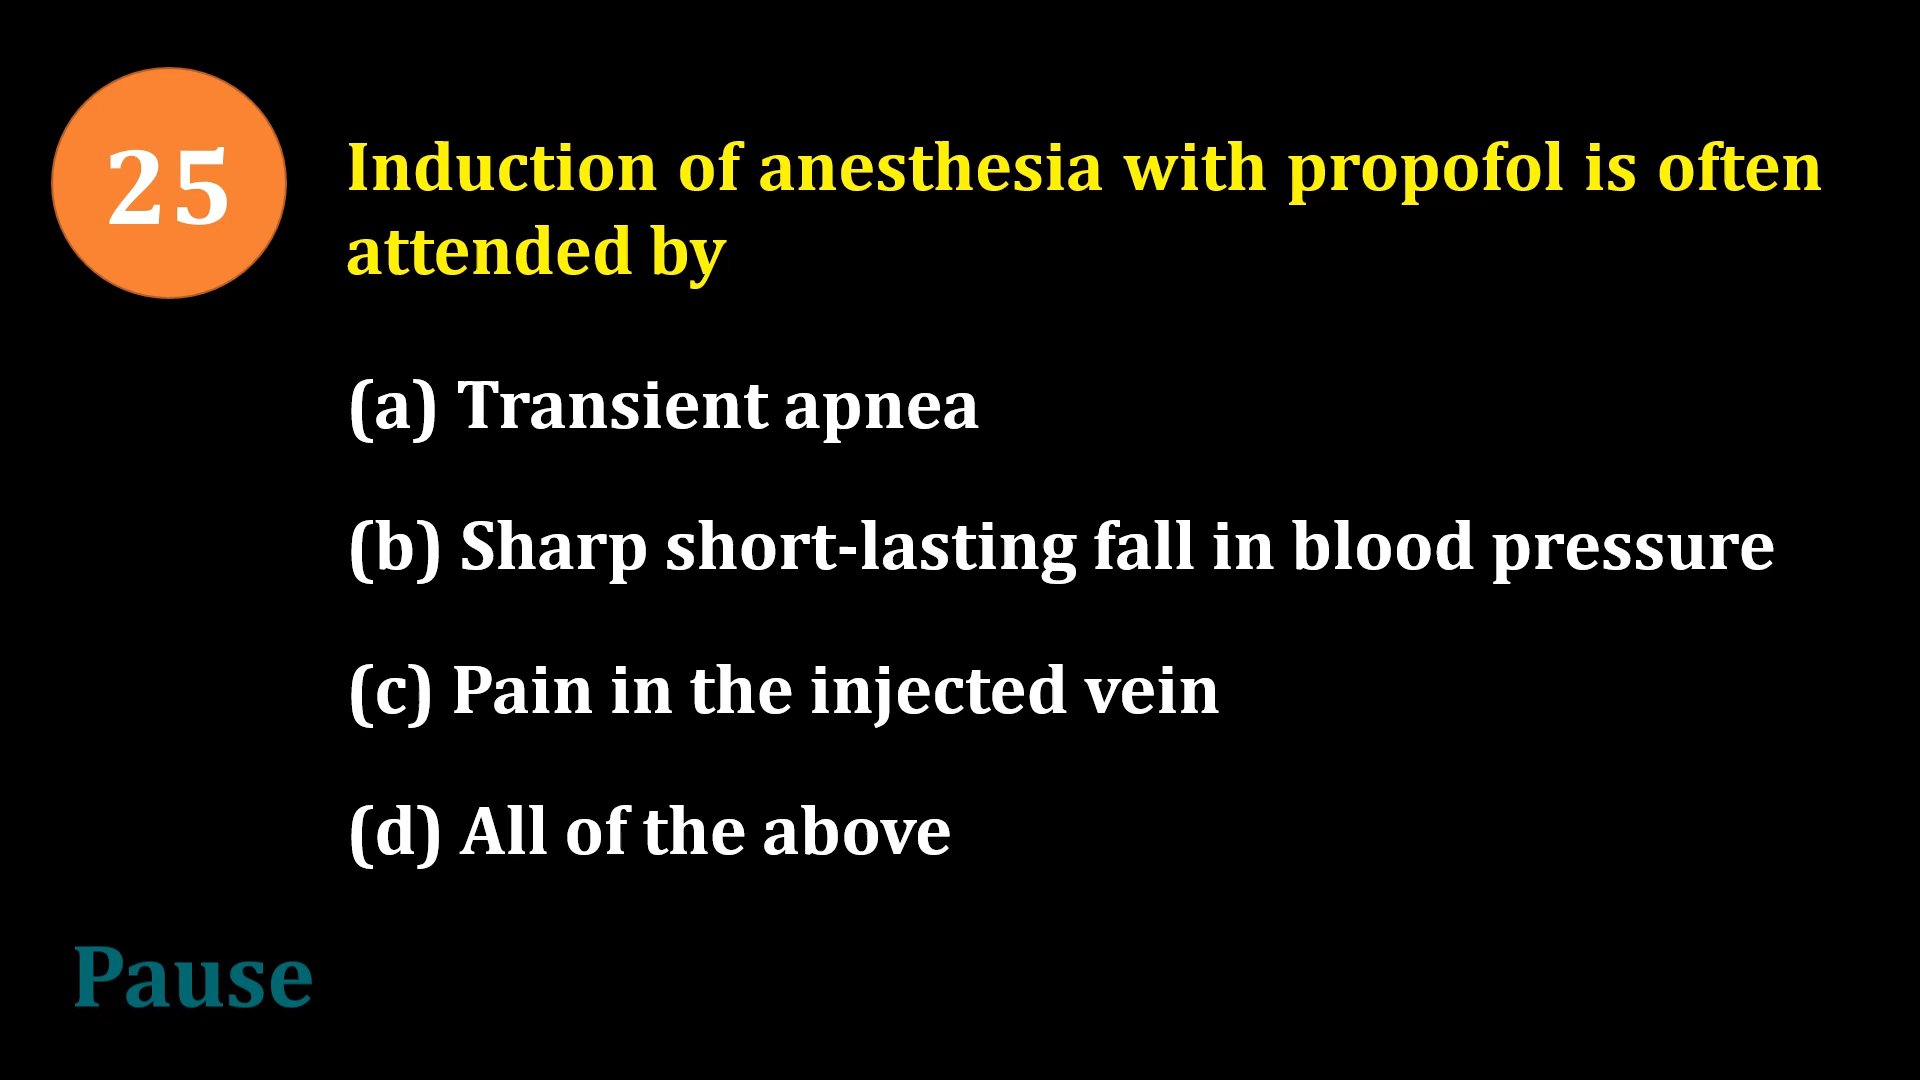 25
Induction of anesthesia with propofol is often
attended by
(a) Transient apnea
(b) Sharp short-lasting fall in blood pressure
(c) Pain in the injected vein
(d) All of the above
Pause